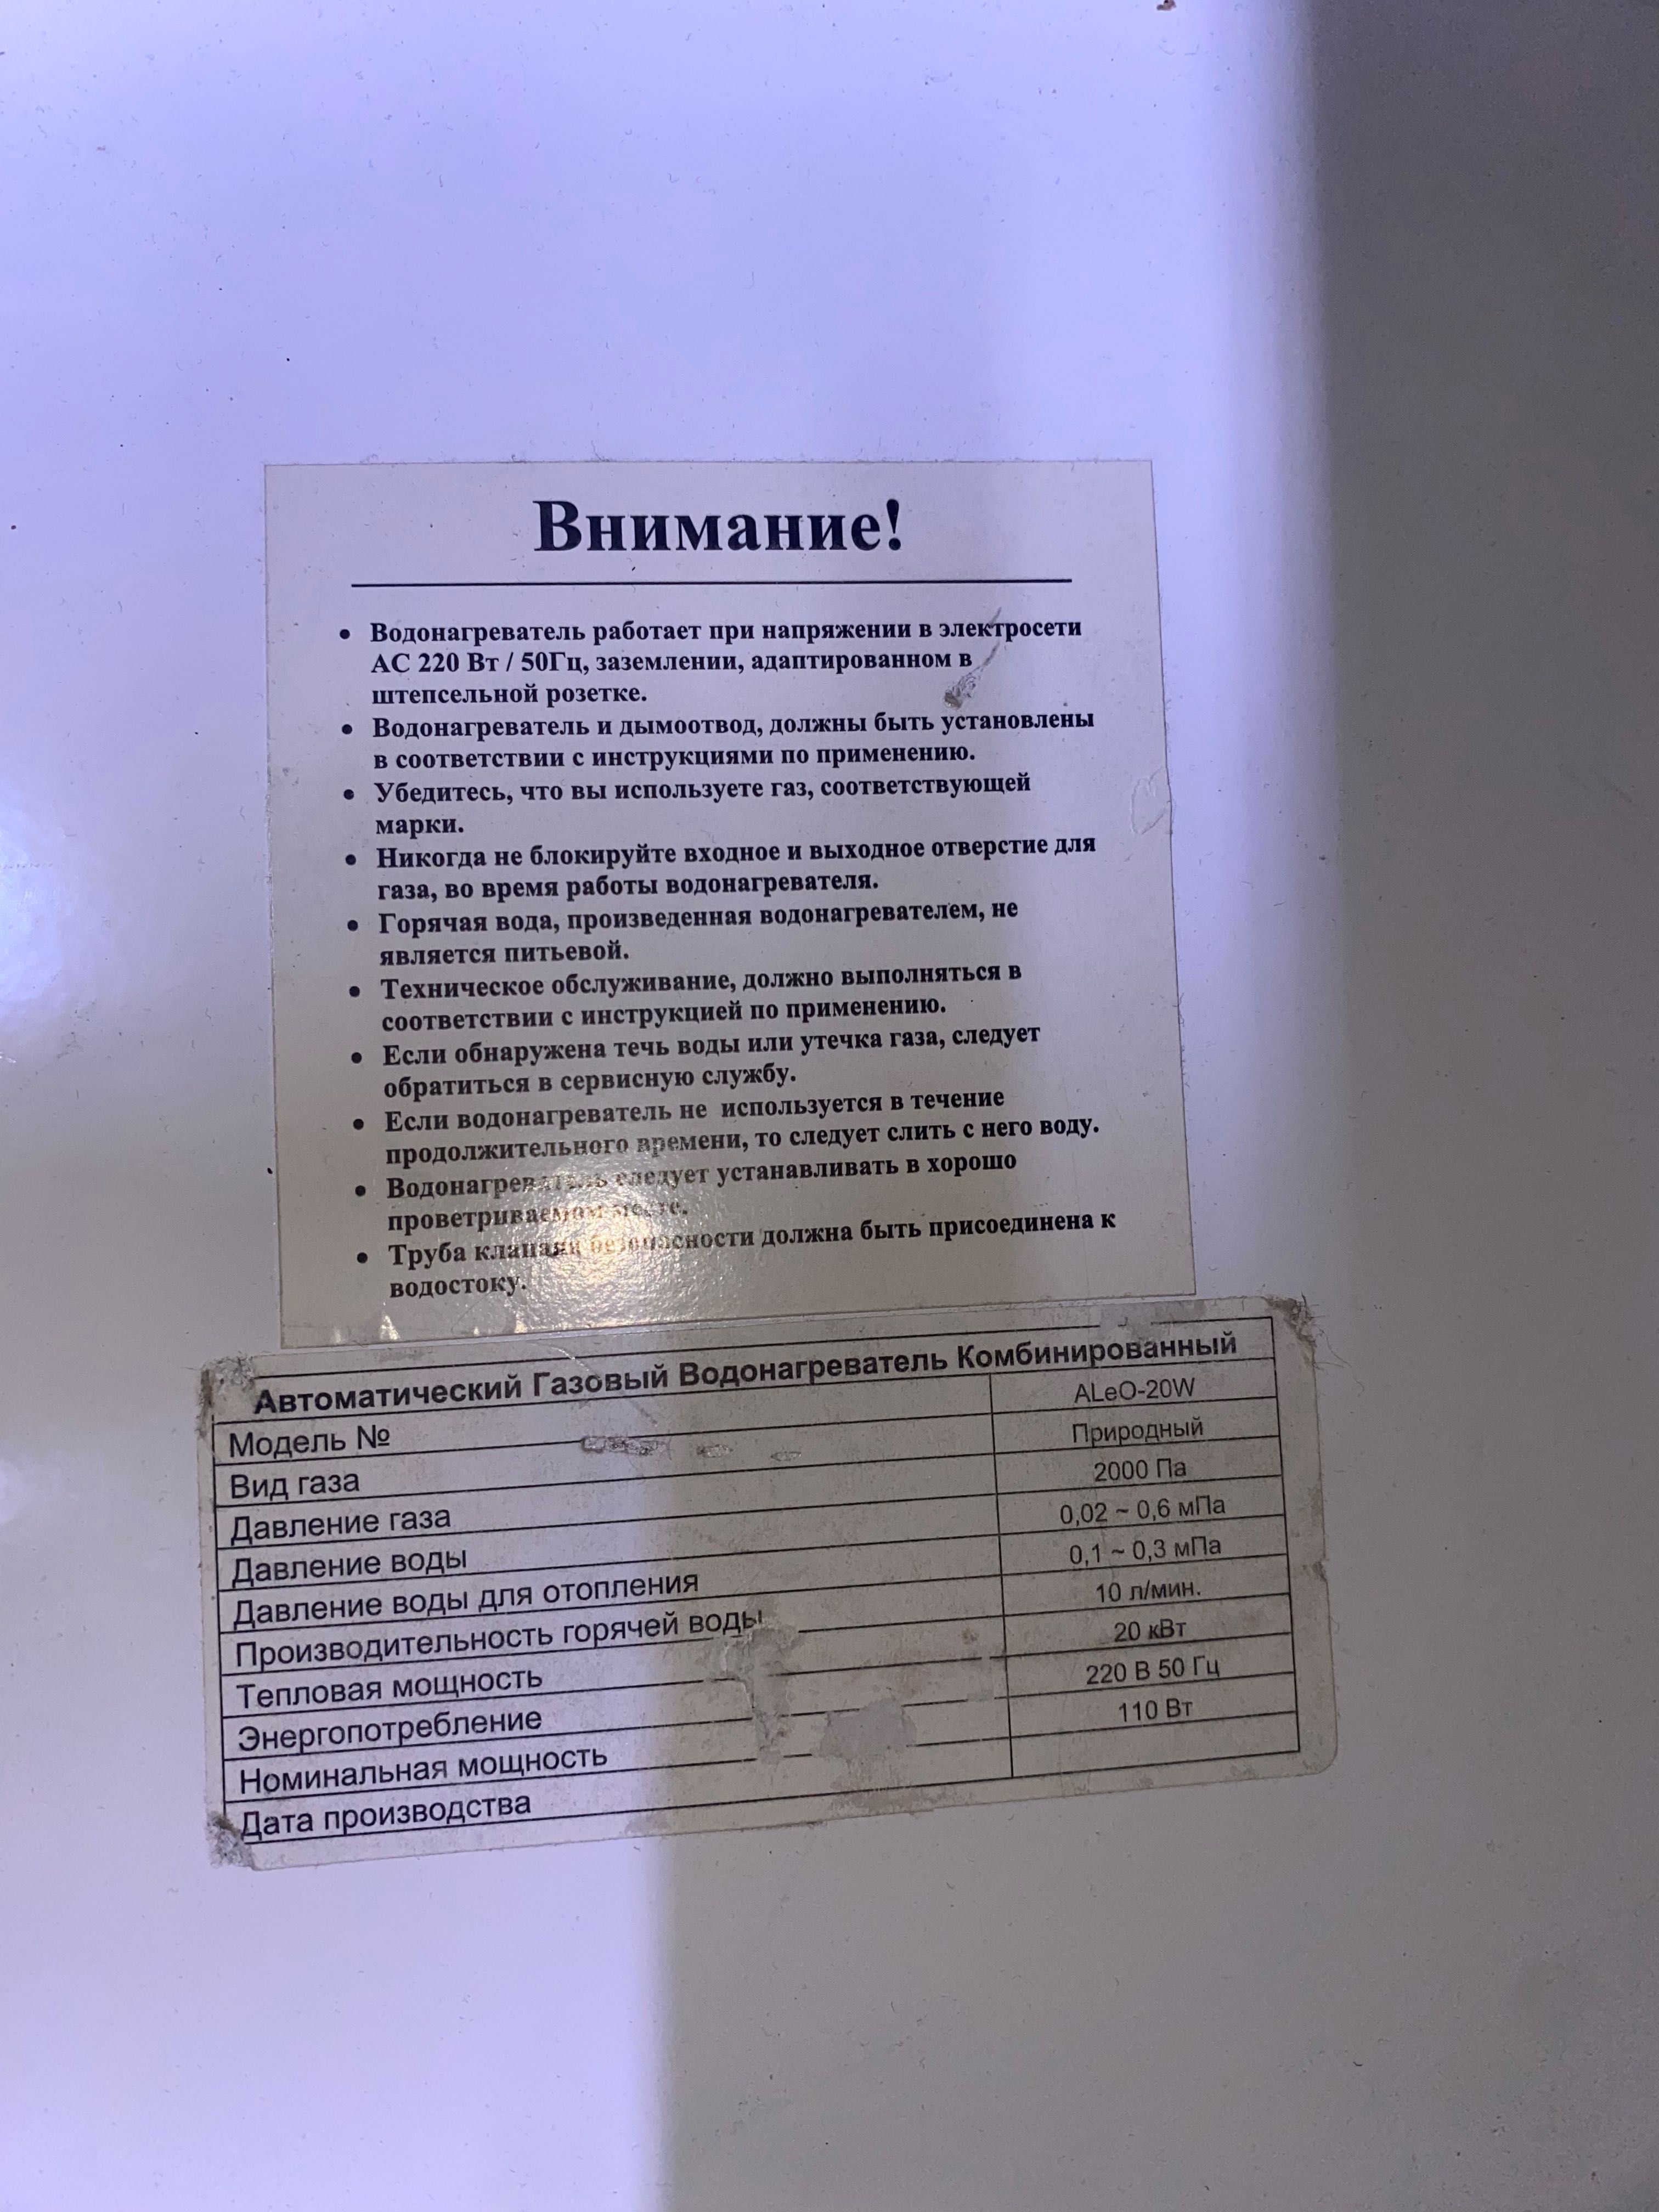 Внимание!
• Водонагреватель работает при напряжении в электросети
АС 220 Вт / 50Гц, заземлении, адаптированном в
штепсельной розетке.
• Водонагреватель и дымоотвод, должны быть установлены
в соответствии с инструкциями по применению.
• Убедитесь, что вы используете газ, соответствующей
марки.
• Никогда не блокируйте входное и выходное отверстие для
газа, во время работы водонагревателя.
• Горячая вода, произведенная водонагревателем, не
является питьевой.
• Техническое обслуживание, должно выполняться в
соответствии с инструкцией по применению.
• Если обнаружена течь воды или утечка газа, следует
обратиться в сервисную службу.
• Если водонагреватель не используется в течение
продолжительного времени, то следует слить с него воду.
• Водонагреватель следует устанавливать в хорошо
проветриваемом месте.
• Труба клапана безопасности должна быть присоединена к
водостоку.
Автоматический Газовый Водонагреватель Комбинированный
Модель № ALeO-20W
Вид газа Природный
Давление газа 2000 Па
Давление воды 0,02 ~ 0,6 мПа
Давление воды для отопления 0,1 ~ 0,3 мПа
Производительность горячей воды 10 л/мин.
Тепловая мощность 20 кВт
Энергопотребление 220 В 50 Гц
Номинальная мощность 110 Вт
Дата производства